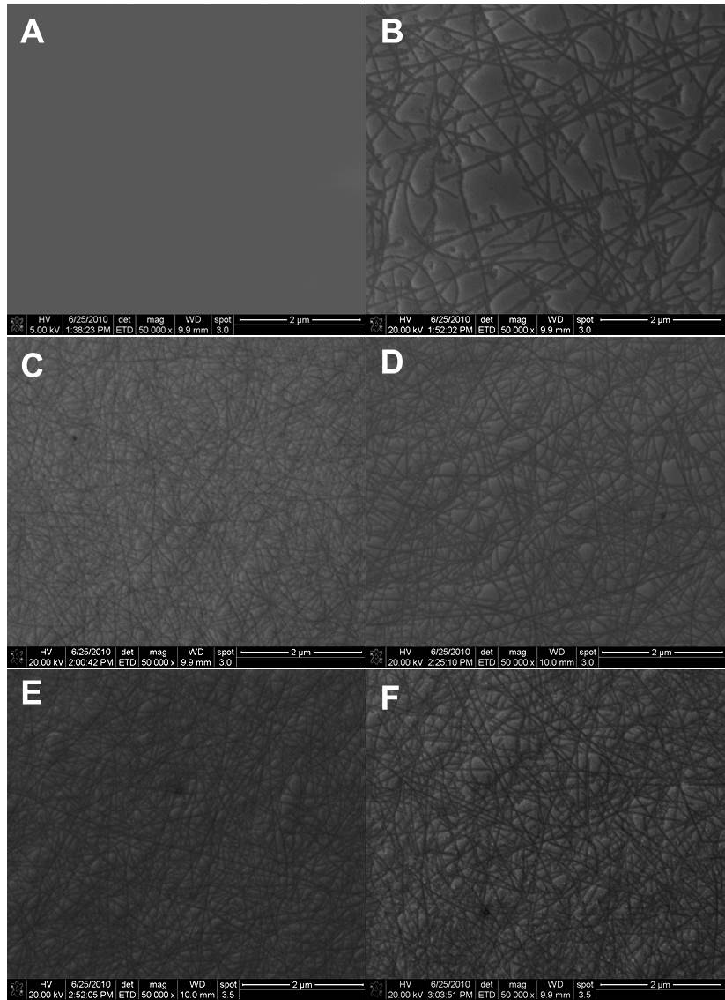 A
B
HV 6/25/2010 det mag WD spot 2 µm
5.00 kV 1:38:23 PM ETD 50 000 x 9.9 mm 3.0
HV 6/25/2010 det mag WD spot 2 µm
20.00 kV 1:52:02 PM ETD 50 000 x 9.9 mm 3.0
C
D
HV 6/25/2010 det mag WD spot 2 µm
20.00 kV 2:00:42 PM ETD 50 000 x 9.9 mm 3.0
HV 6/25/2010 det mag WD spot 2 µm
20.00 kV 2:25:10 PM ETD 50 000 x 10.0 mm 3.0
E
F
HV 6/25/2010 det mag WD spot 2 µm
20.00 kV 2:52:05 PM ETD 50 000 x 10.0 mm 3.5
HV 6/25/2010 det mag WD spot 2 µm
20.00 kV 3:03:51 PM ETD 50 000 x 9.9 mm 3.5